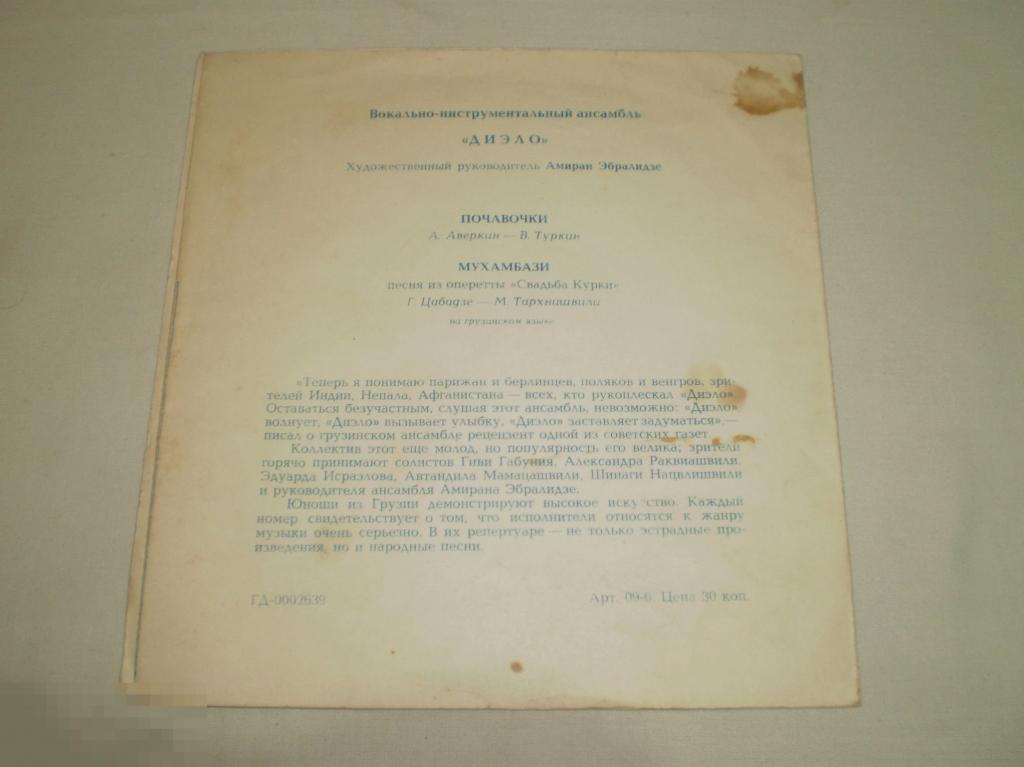 Вокально-инструментальный ансамбль
«ДИЭЛО»
Художественный руководитель Амиран Эбралидзе
ПОЧАВОЧКИ
А. Аверкин — В. Туркин
МУХАМБАЗИ
песня из оперетты «Свадьба Курки»
Г. Цабадзе — М. Тархнишвили
на грузинском языке
«Теперь я понимаю парижан и берлинцев, поляков и венгров, зри-
телей Индии, Непала, Афганистана — всех, кто рукоплескал «Диэло».
Оставаться безучастным, слушая этот ансамбль, невозможно: «Диэло»
волнует, «Диэло» вызывает улыбку, «Диэло» заставляет задуматься», —
писал о грузинском ансамбле рецензент одной из советских газет.
Коллектив этот еще молод, но популярность его велика; зрители
горячо принимают солистов Гиви Габуния, Александра Раквиашвили,
Эдуарда Исраэлова, Автандила Мамацашвили, Шинаги Нацвлишвили
и руководителя ансамбля Амирана Эбралидзе.
Юноши из Грузии демонстрируют высокое иску ство. Каждый
номер свидетельствует о том, что исполнители относятся к жанру
музыки очень серьезно. В их репертуаре — не только эстрадные про-
изведения, но и народные песни.
ГД-0002639
Арт. 09-6. Цена 30 коп.